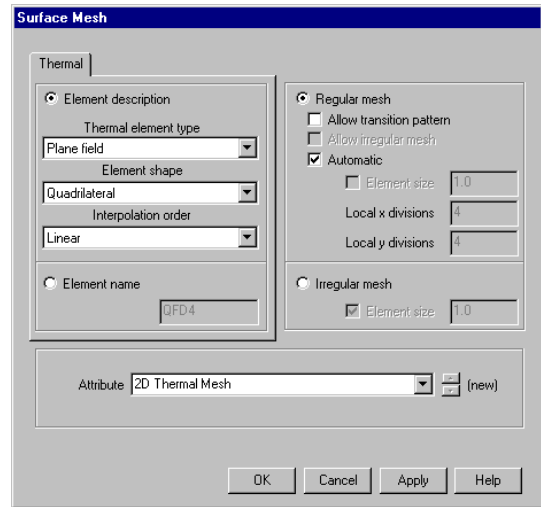 Surface Mesh
Thermal
Element description
Thermal element type
Plane field
Element shape
Quadrilateral
Interpolation order
Linear
Element name
QFD4
Regular mesh
Allow transition pattern
Allow irregular mesh
Automatic
Element size 1.0
Local x divisions 4
Local y divisions 4
Irregular mesh
Element size 1.0
Attribute 2D Thermal Mesh (new)
OK Cancel Apply Help